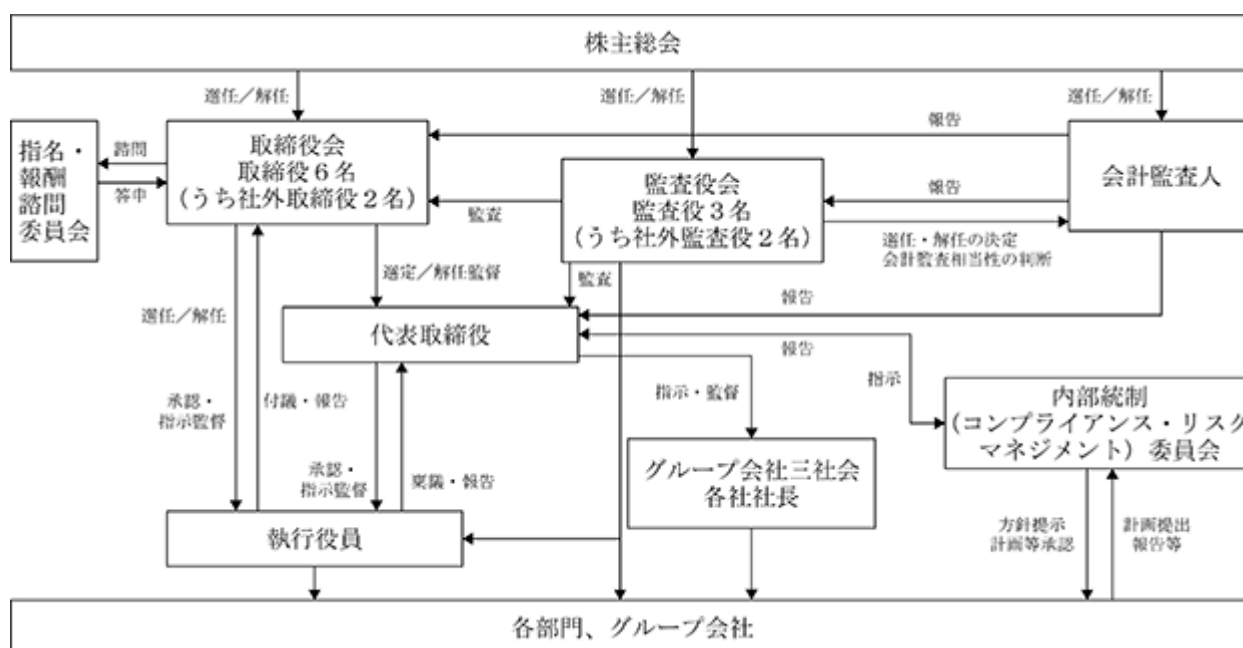 株主総会
選任／解任
選任／解任
選任／解任
指名・
報酬
諮問
委員会
諮問
答申
取締役会
取締役６名
（うち社外取締役２名）
報告
監査
監査役会
監査役３名
（うち社外監査役２名）
報告
会計監査人
選任・解任の決定
会計監査相当性の判断
選定／解任監督
監査
報告
選任／解任
代表取締役
報告
指示
承認・
指示監督
付議・報告
指示・監督
内部統制
（コンプライアンス・リスク
マネジメント）委員会
承認・
指示監督
稟議・報告
グループ会社三社会
各社社長
執行役員
方針提示
計画等承認
計画提出
報告等
各部門、グループ会社